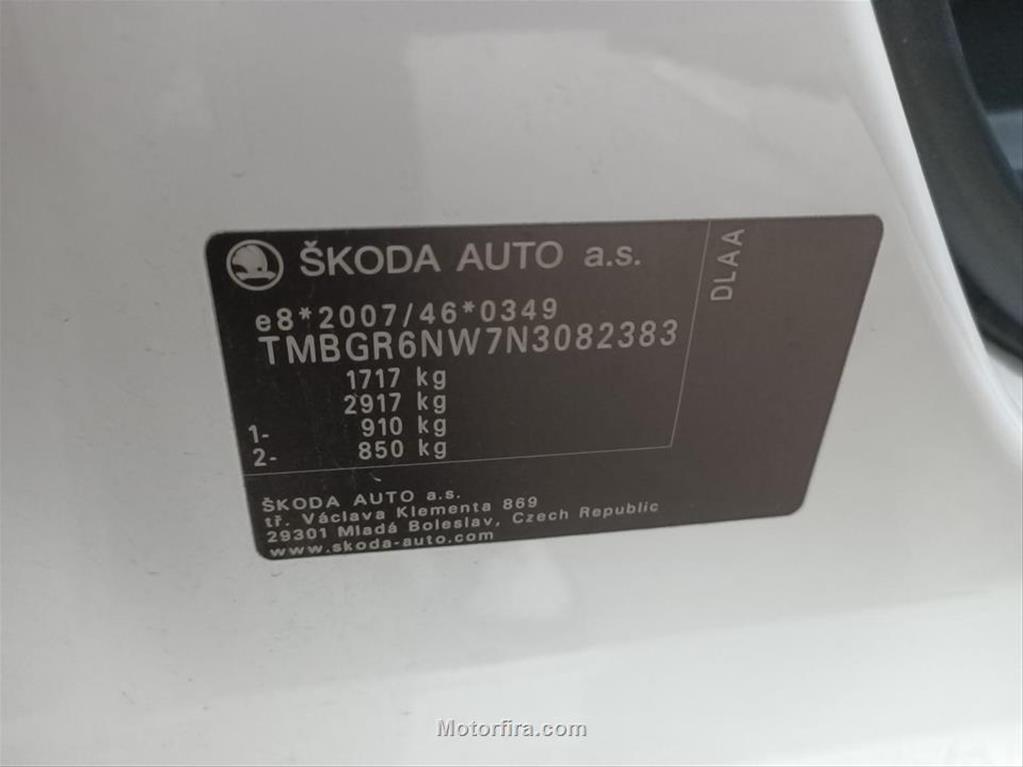 ŠKODA AUTO a.s.
DLAA
e8*2007/46*0349
TMBGR6NW7N3082383
1717 kg
2917 kg
1- 910 kg
2- 850 kg
ŠKODA AUTO a.s.
tř. Václava Klementa 869
29301 Mladá Boleslav, Czech Republic
www.skoda-auto.com
Motorfira.com